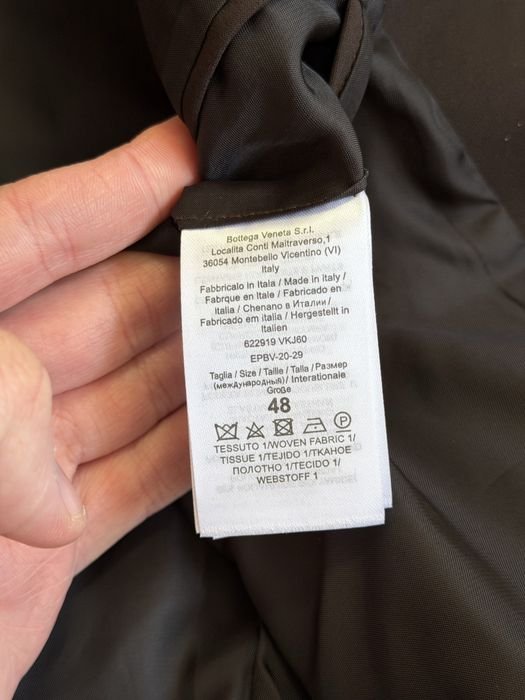 Bottega Veneta S.r.l.
Localita Conti Maltraverso,1
36054 Montebello Vicentino (VI)
Italy
Fabbricato in Italia / Made in Italy /
Fabrique en Italie / Fabricado en
Italia / Сделано в Италии /
Fabricado em italia / Hergestellt in
Italien
622919 VKJ60
EPBV-20-29
Taglia / Size / Taille / Talla / Размер
(международный)/ Internationale
Große
48
P
TESSUTO 1/WOVEN FABRIC 1/
TISSUE 1/TEJIDO 1/TKAHOE
ПОЛОТНО 1/TECIDO 1/
WEBSTOFF 1